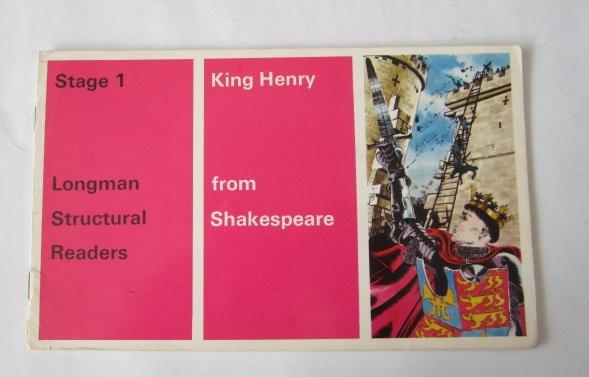 Stage 1
Longman
Structural
Readers
King Henry
from
Shakespeare